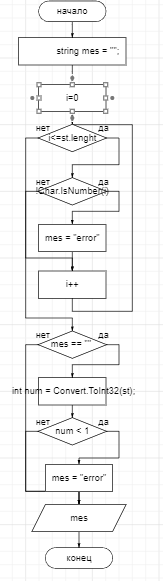 начало
string mes = "";
i=0
нет да
i<=st.lenght
нет да
!Char.IsNumber(i)
mes = "error"
i++
нет да
mes == ""
int num = Convert.ToInt32(st);
нет да
num < 1
mes = "error"
mes
конец